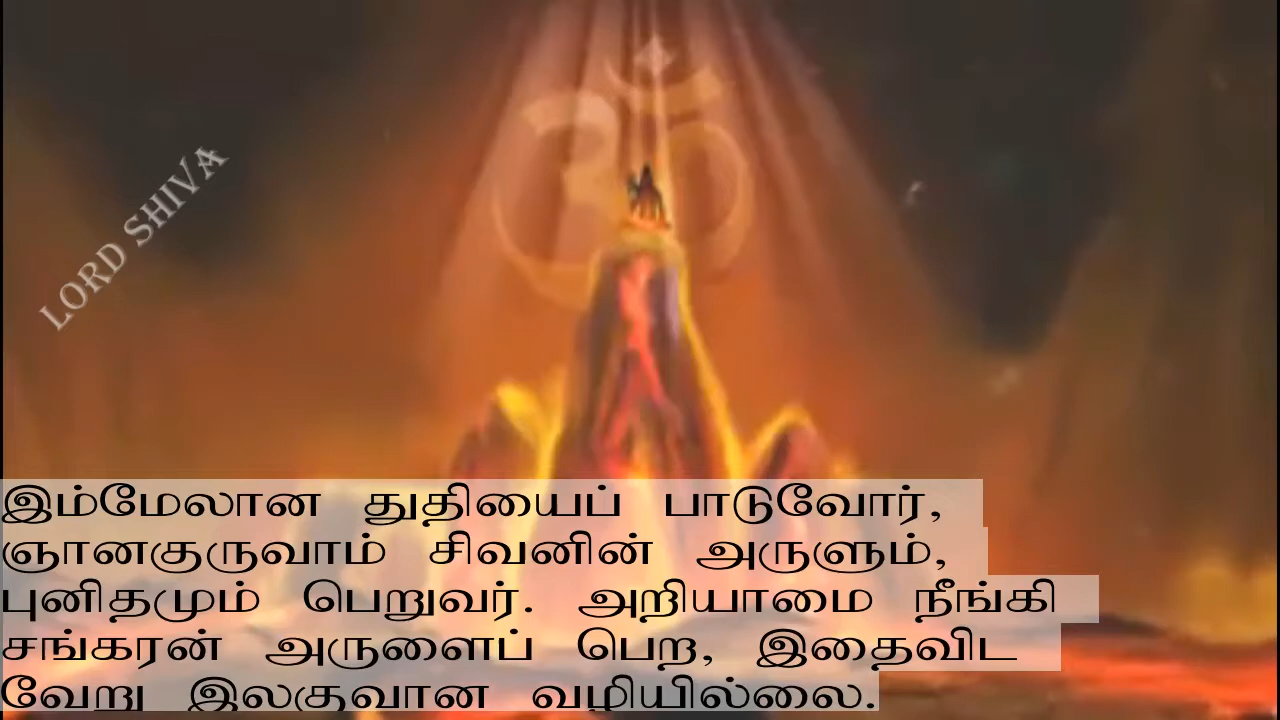 LORD SHIVA
இம்மேலான துதியைப் பாடுவோர்,
ஞானகுருவாம் சிவனின் அருளும்,
புனிதமும் பெறுவர். அறியாமை நீங்கி
சங்கரன் அருளைப் பெற, இதைவிட
வேறு இலகுவான வழியில்லை.